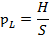 p_L = H/S